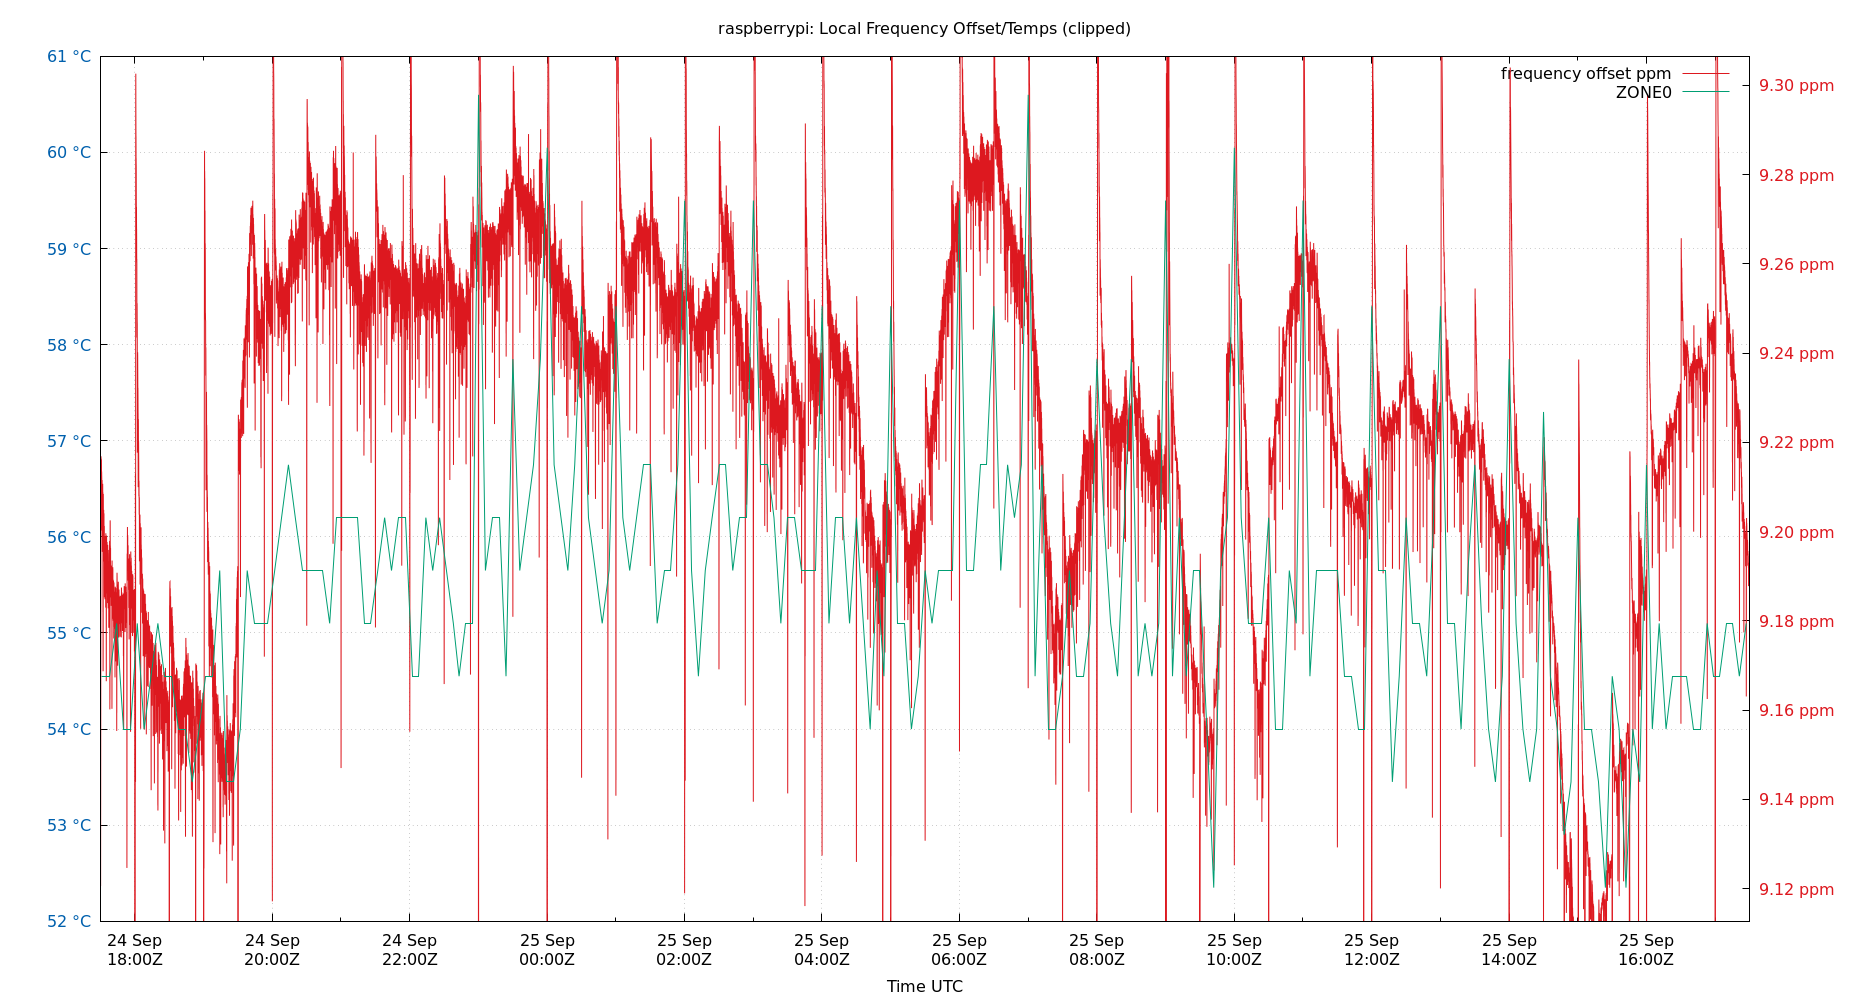 raspberrypi: Local Frequency Offset/Temps (clipped)
frequency offset ppm
ZONE0
61 °C
60 °C
59 °C
58 °C
57 °C
56 °C
55 °C
54 °C
53 °C
52 °C
9.30 ppm
9.28 ppm
9.26 ppm
9.24 ppm
9.22 ppm
9.20 ppm
9.18 ppm
9.16 ppm
9.14 ppm
9.12 ppm
24 Sep
18:00Z
24 Sep
20:00Z
24 Sep
22:00Z
25 Sep
00:00Z
25 Sep
02:00Z
25 Sep
04:00Z
25 Sep
06:00Z
25 Sep
08:00Z
25 Sep
10:00Z
25 Sep
12:00Z
25 Sep
14:00Z
25 Sep
16:00Z
Time UTC